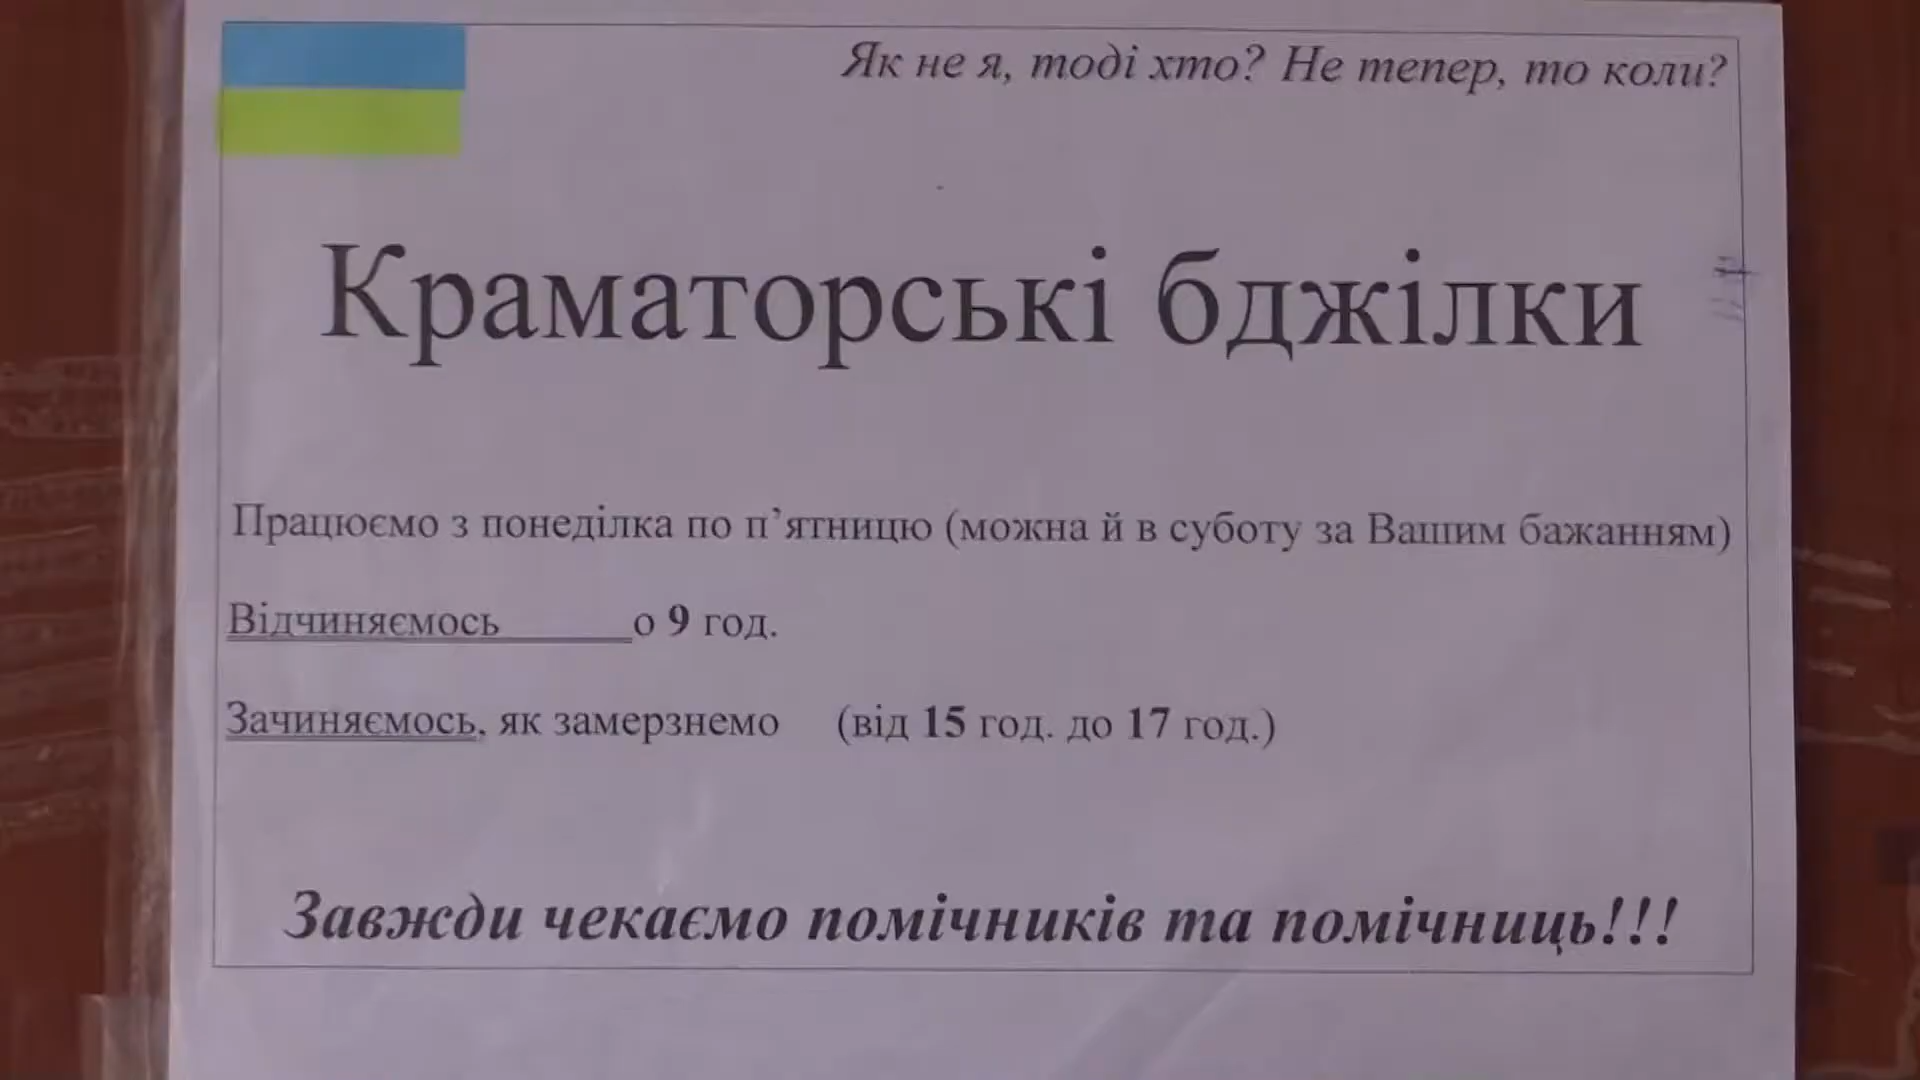 Як не я, тоді хто? Не тепер, то коли?
Краматорські бджілки
Працюємо з понеділка по п’ятницю (можна й в суботу за Вашим бажанням)
Відчиняємось о 9 год.
Зачиняємось, як замерзнемо (від 15 год. до 17 год.)
Завжди чекаємо помічників та помічниць!!!